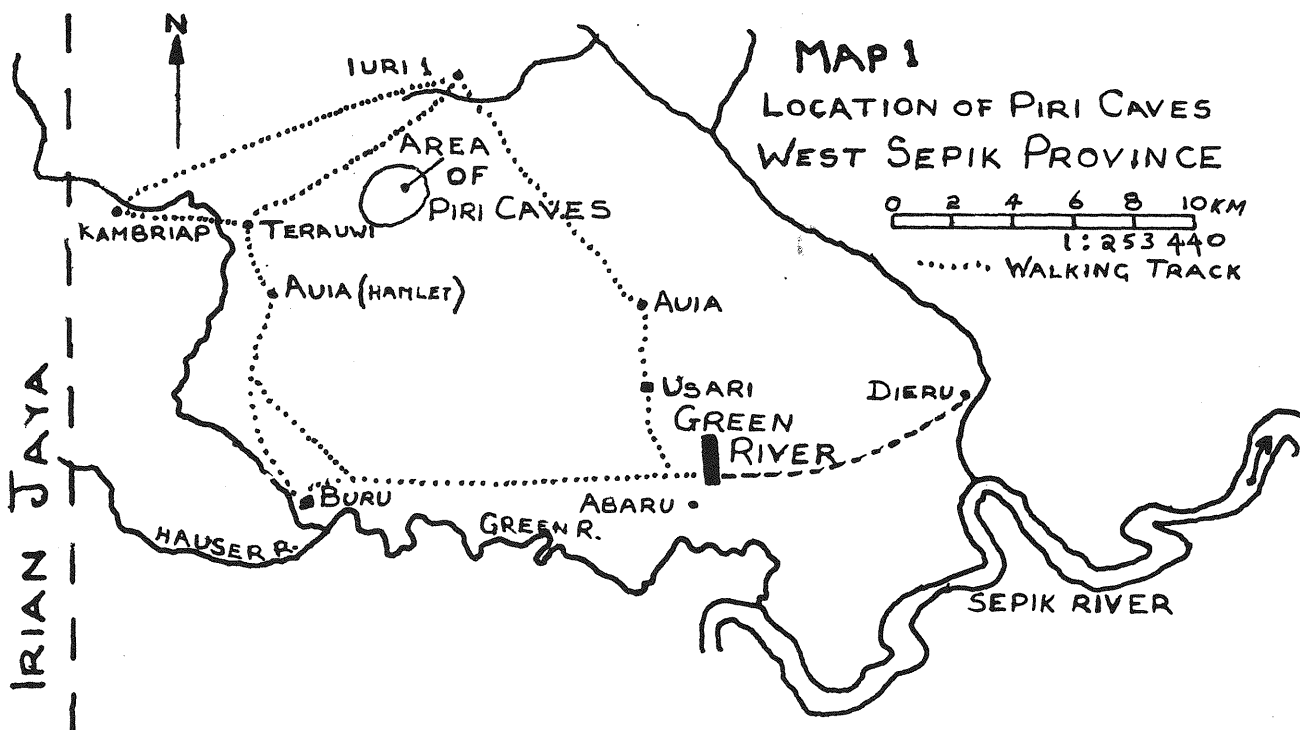 N
IURI 1
MAP 1
LOCATION OF PIRI CAVES
WEST SEPIK PROVINCE
0 2 4 6 8 10 KM
1:253 440
...... WALKING TRACK
AREA
OF
PIRI CAVES
KAMBRIAP
TERAUWI
AUIA (HAMLET)
AUIA
USARI
DIERU
GREEN
RIVER
BURU
ABARU
HAUSER R.
GREEN R.
SEPIK RIVER
IRIAN JAYA